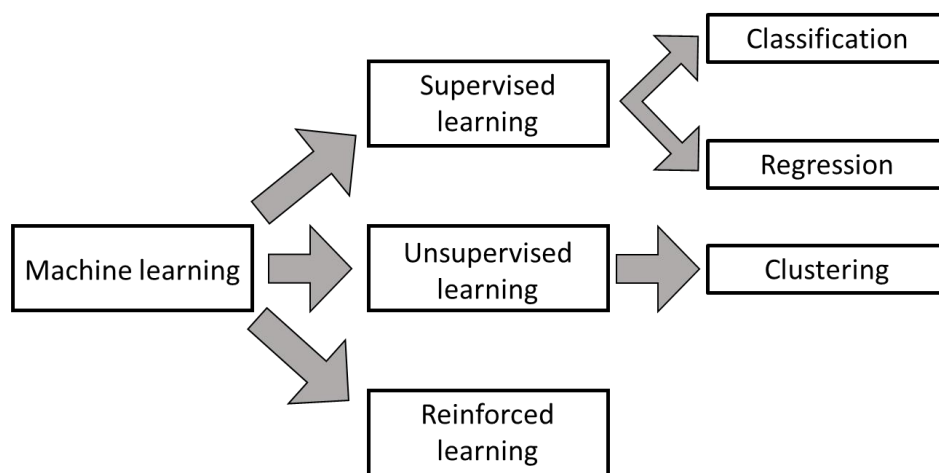 Classification
Supervised
learning
Regression
Machine learning
Unsupervised
learning
Clustering
Reinforced
learning